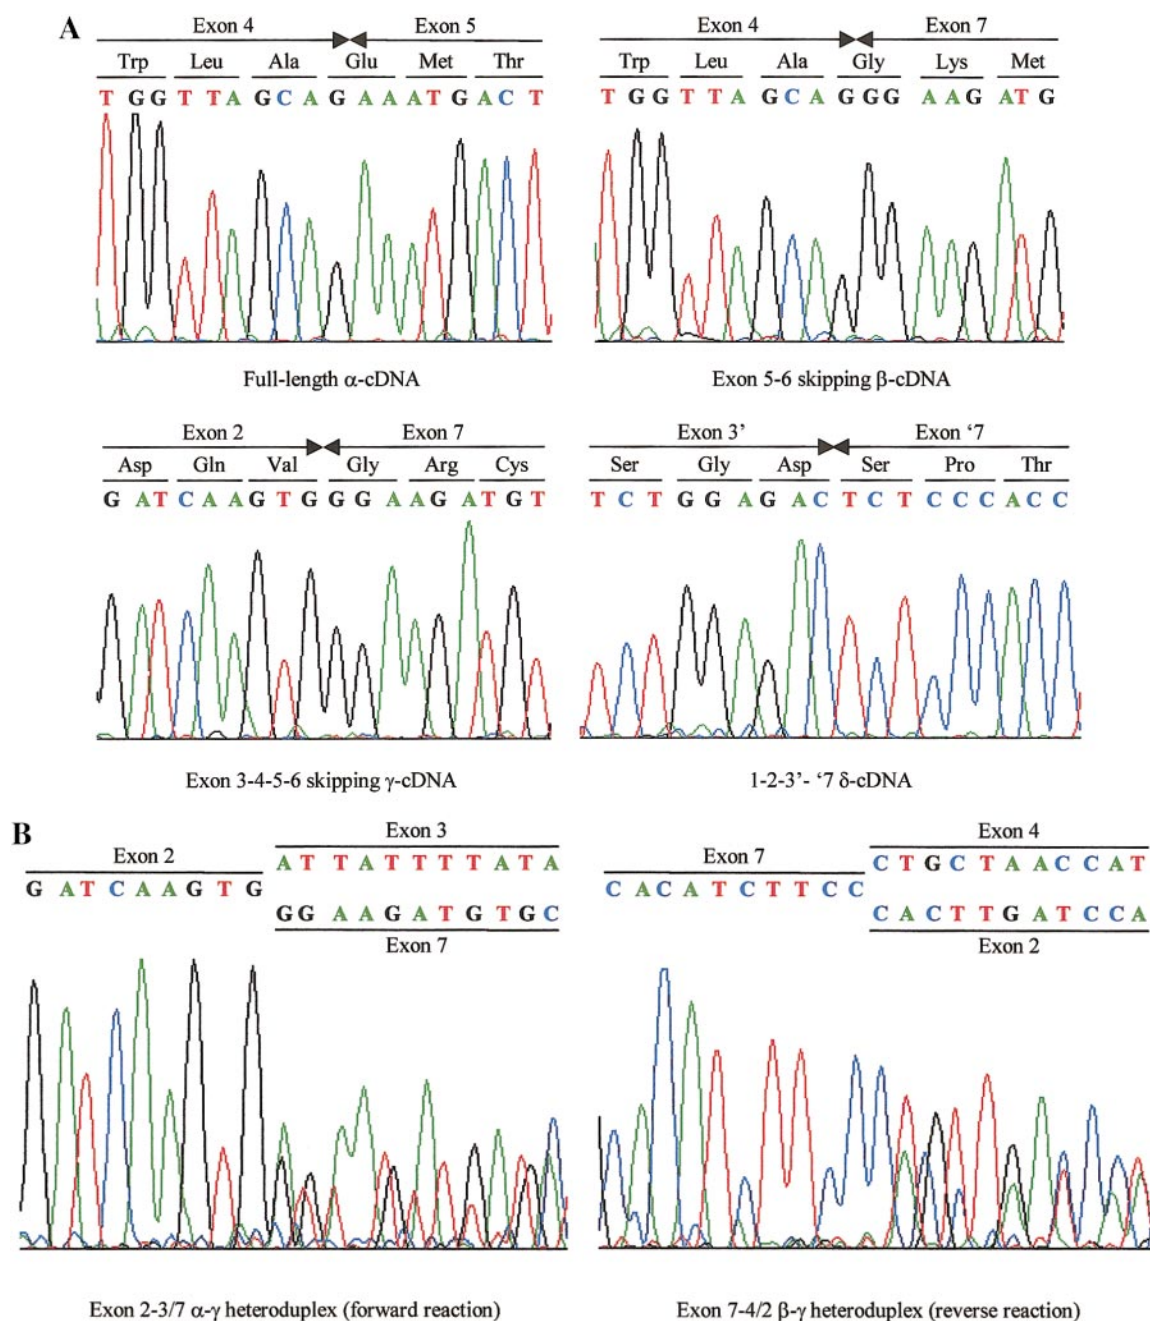 A
Exon 4 Exon 5
Trp Leu Ala Glu Met Thr
T G G T T A G C A G A A A T G A C T
Full-length α-cDNA
Exon 4 Exon 7
Trp Leu Ala Gly Lys Met
T G G T T A G C A G G G A A G A T G
Exon 5-6 skipping β-cDNA
Exon 2 Exon 7
Asp Gln Val Gly Arg Cys
G A T C A A G T G G G A A G A T G T
Exon 3-4-5-6 skipping γ-cDNA
Exon 3’ Exon ‘7
Ser Gly Asp Ser Pro Thr
T C T G G A G A C T C T C C C A C C
1-2-3’- ‘7 δ-cDNA
B
Exon 2
G A T C A A G T G
Exon 3
A T T A T T T T A T A
G G A A G A T G T G C
Exon 7
Exon 2-3/7 α-γ heteroduplex (forward reaction)
Exon 7
C A C A T C T T C C
Exon 4
C T G C T A A C C A T
C A C T T G A T C C A
Exon 2
Exon 7-4/2 β-γ heteroduplex (reverse reaction)